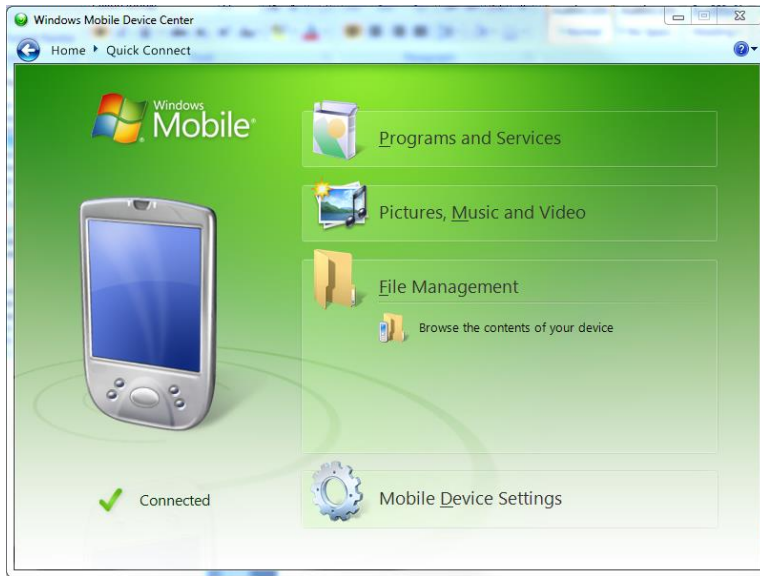 Windows Mobile Device Center
Home Quick Connect
Windows
Mobile
Programs and Services
Pictures, Music and Video
File Management
Browse the contents of your device
Connected
Mobile Device Settings